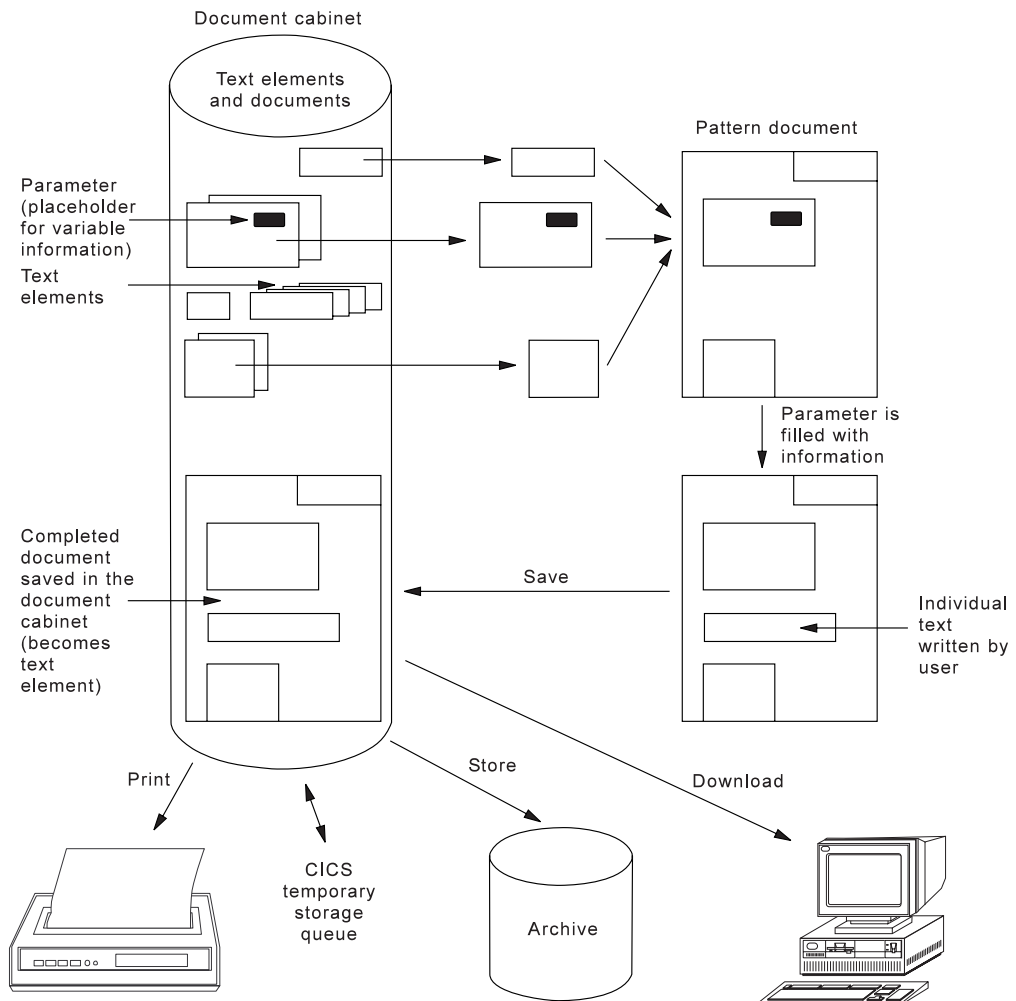 Document cabinet
Text elements
and documents
Pattern document
Parameter
(placeholder
for variable
information)
Text
elements
Parameter is
filled with
information
Completed
document
saved in the
document
cabinet
(becomes
text
element)
Save
Individual
text
written by
user
Print
Store
Download
CICS
temporary
storage
queue
Archive